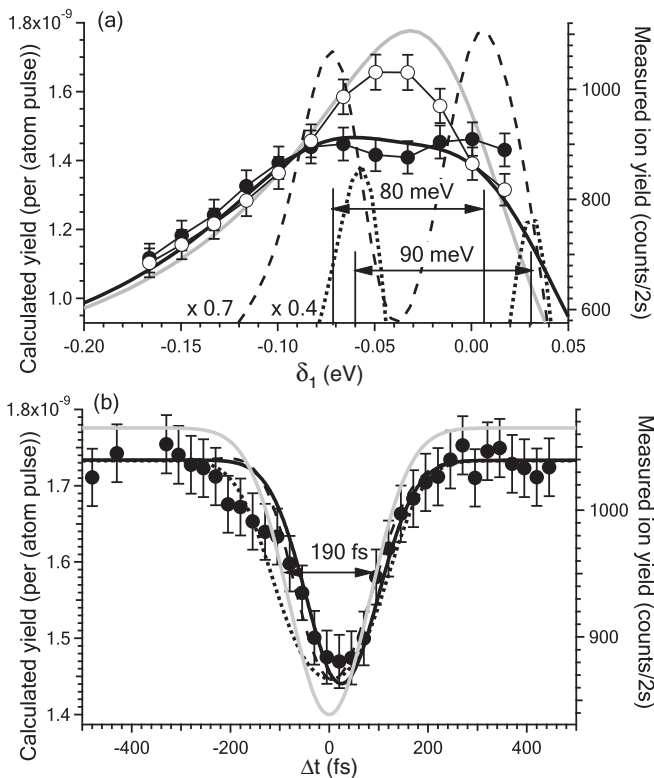 (a)
1.8x10⁻⁹
1.6
1.4
1.2
1.0
Calculated yield (per (atom pulse))
1000
800
600
Measured ion yield (counts/2s)
80 meV
90 meV
x 0.7
x 0.4
-0.20
-0.15
-0.10
-0.05
0.00
0.05
δ₁ (eV)
(b)
1.8x10⁻⁹
1.7
1.6
1.5
1.4
Calculated yield (per (atom pulse))
1000
900
Measured ion yield (counts/2s)
190 fs
-400
-200
0
200
400
Δt (fs)